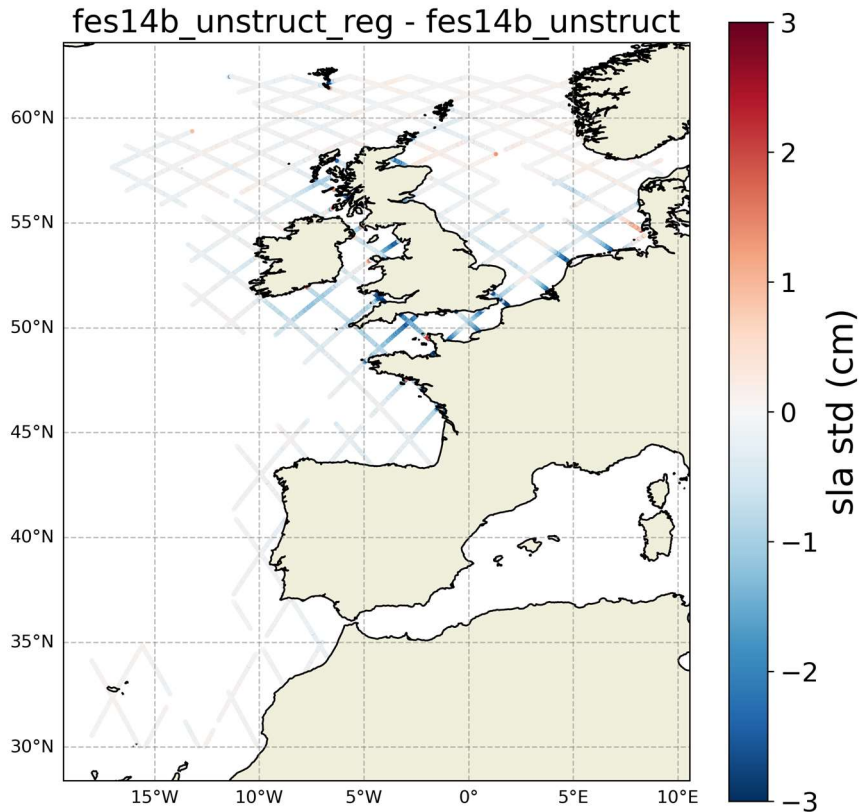 fes14b_unstruct_reg - fes14b_unstruct
60°N
55°N
50°N
45°N
40°N
35°N
30°N
15°W 10°W 5°W 0° 5°E 10°E
3
2
1
0
−1
−2
−3
sla std (cm)